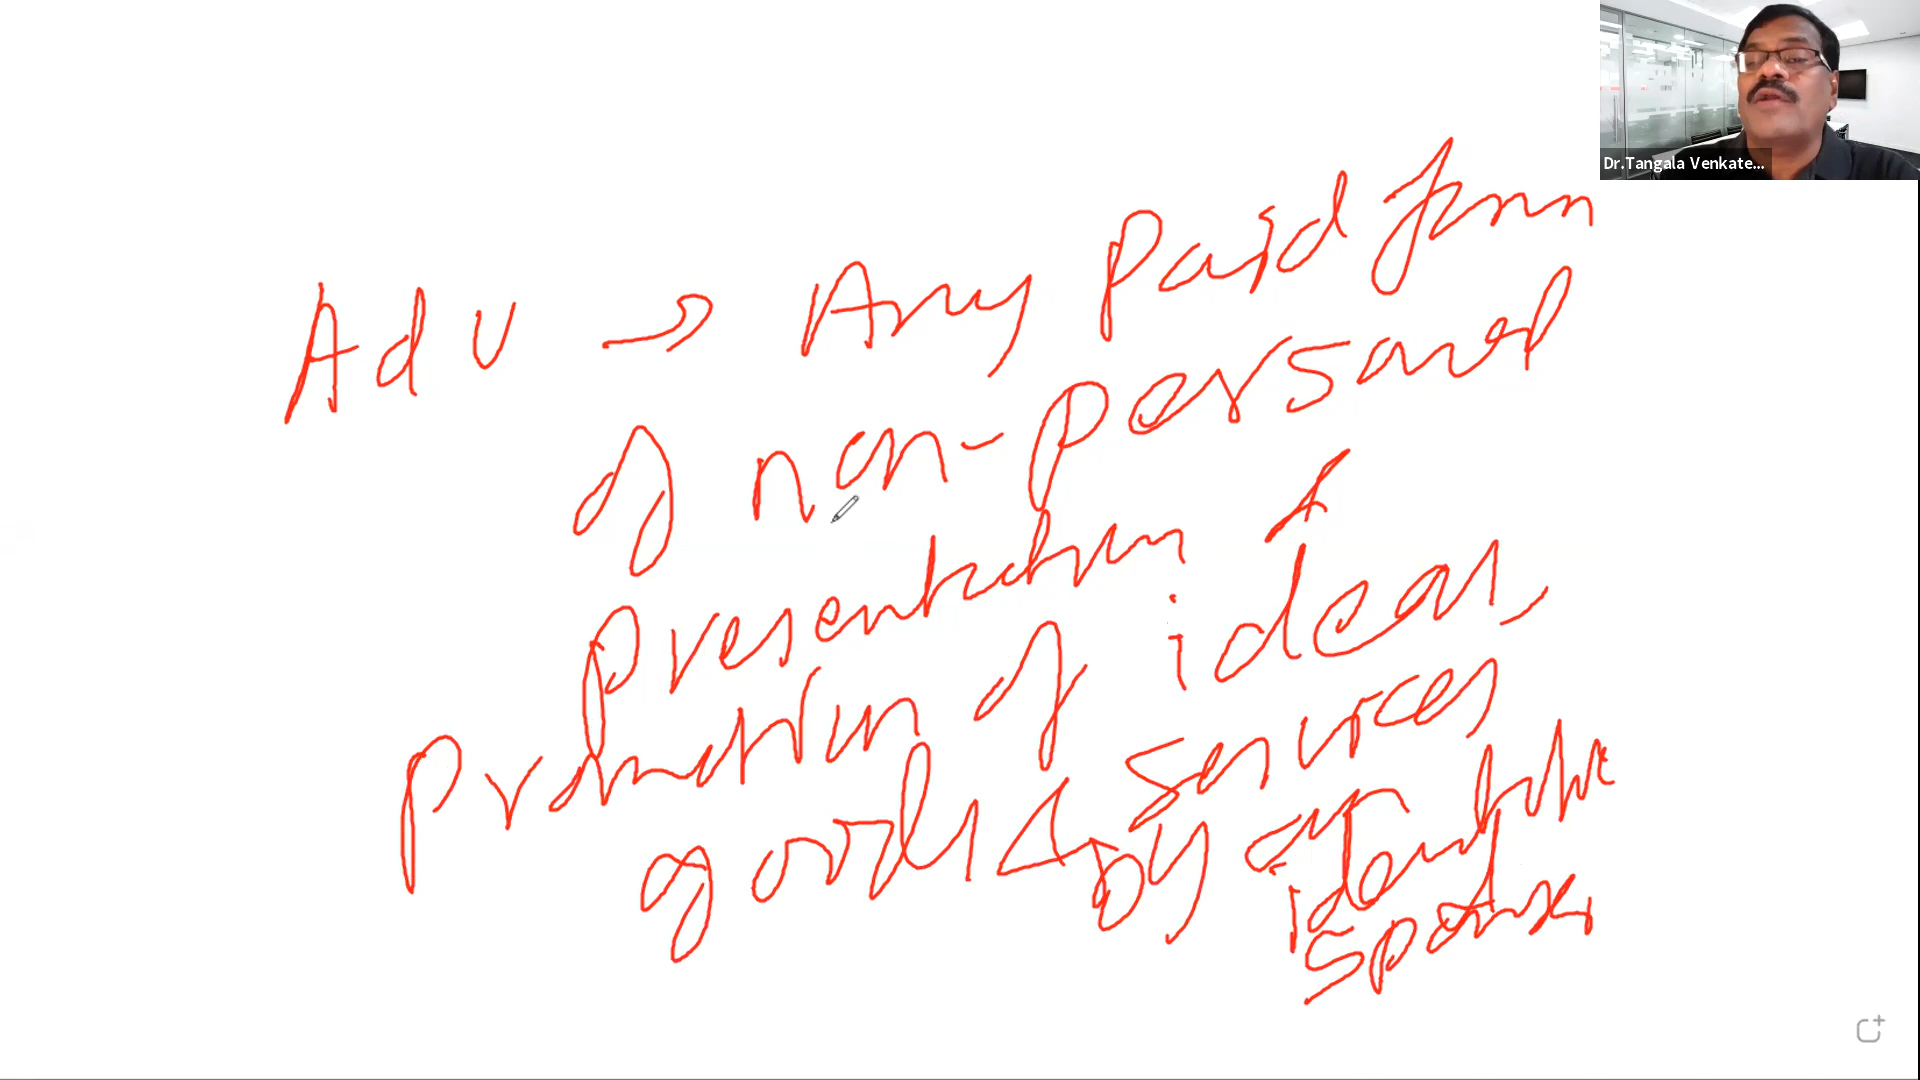 Adv → Any paid form
of non-personal
presentation &
promotion of ideas,
goods & services
by an
identified
sponsor
Dr.Tangala Venkate...